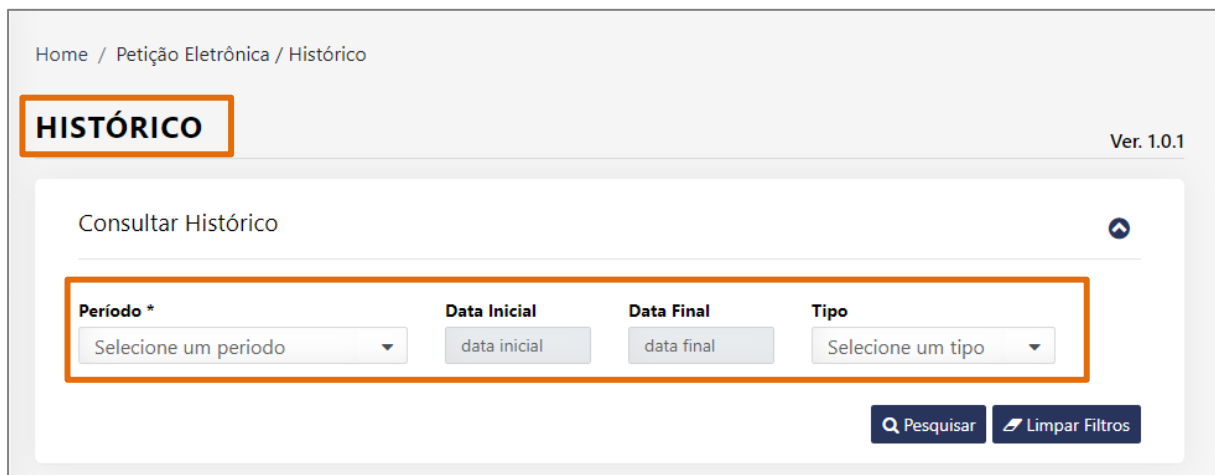 Home / Petição Eletrônica / Histórico
HISTÓRICO
Ver. 1.0.1
Consultar Histórico
Período * Data Inicial Data Final Tipo
Selecione um periodo data inicial data final Selecione um tipo
Pesquisar Limpar Filtros